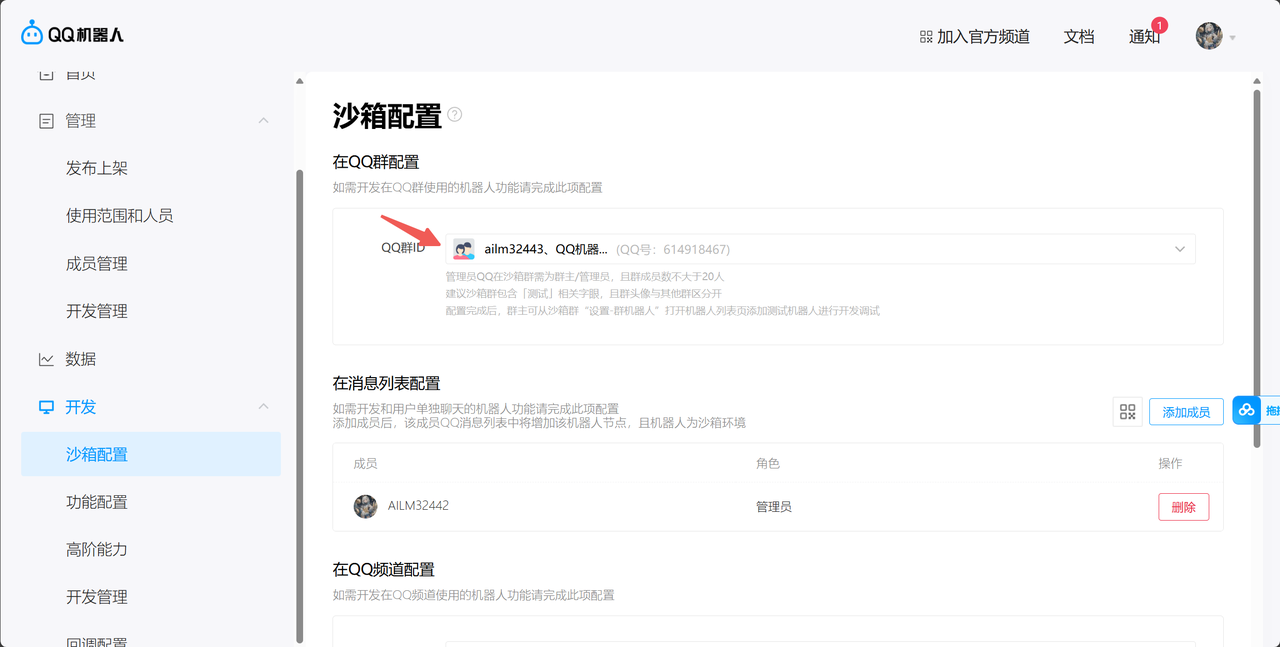 QQ机器人
加入官方频道
文档
通知
1
首页
管理
发布上架
使用范围和人员
成员管理
开发管理
数据
开发
沙箱配置
功能配置
高阶能力
开发管理
回调配置
沙箱配置
在QQ群配置
如需开发在QQ群使用的机器人功能请完成此项配置
QQ群ID
ailm32443、QQ机器... (QQ号：614918467)
管理员QQ在沙箱群需为群主/管理员，且群成员数不大于20人
建议沙箱群包含「测试」相关字眼，且群头像与其他群区分开
配置完成后，群主可从沙箱群“设置-群机器人”打开机器人列表页添加测试机器人进行开发调试
在消息列表配置
如需开发和用户单独聊天的机器人功能请完成此项配置
添加成员后，该成员QQ消息列表中将增加该机器人节点，且机器人为沙箱环境
添加成员
成员
角色
操作
AILM32442
管理员
删除
在QQ频道配置
如需开发在QQ频道使用的机器人功能请完成此项配置